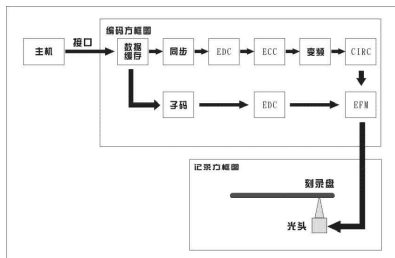 编码方框图
主机
接口
数据
缓存
同步
EDC
ECC
变频
CIRC
子码
EDC
EFM
记录方框图
刻录盘
光头